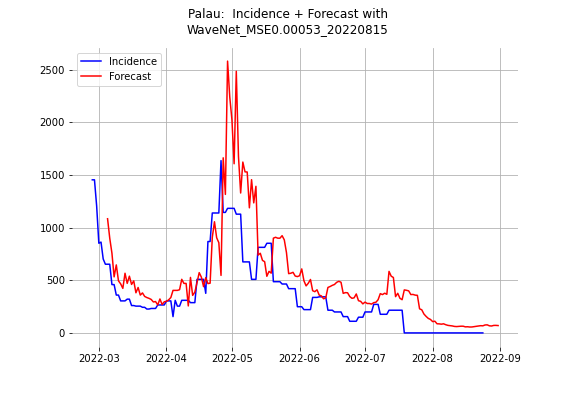 Palau:  Incidence + Forecast with
WaveNet_MSE0.00053_20220815
Incidence
Forecast
2500
2000
1500
1000
500
0
2022-03 2022-04 2022-05 2022-06 2022-07 2022-08 2022-09